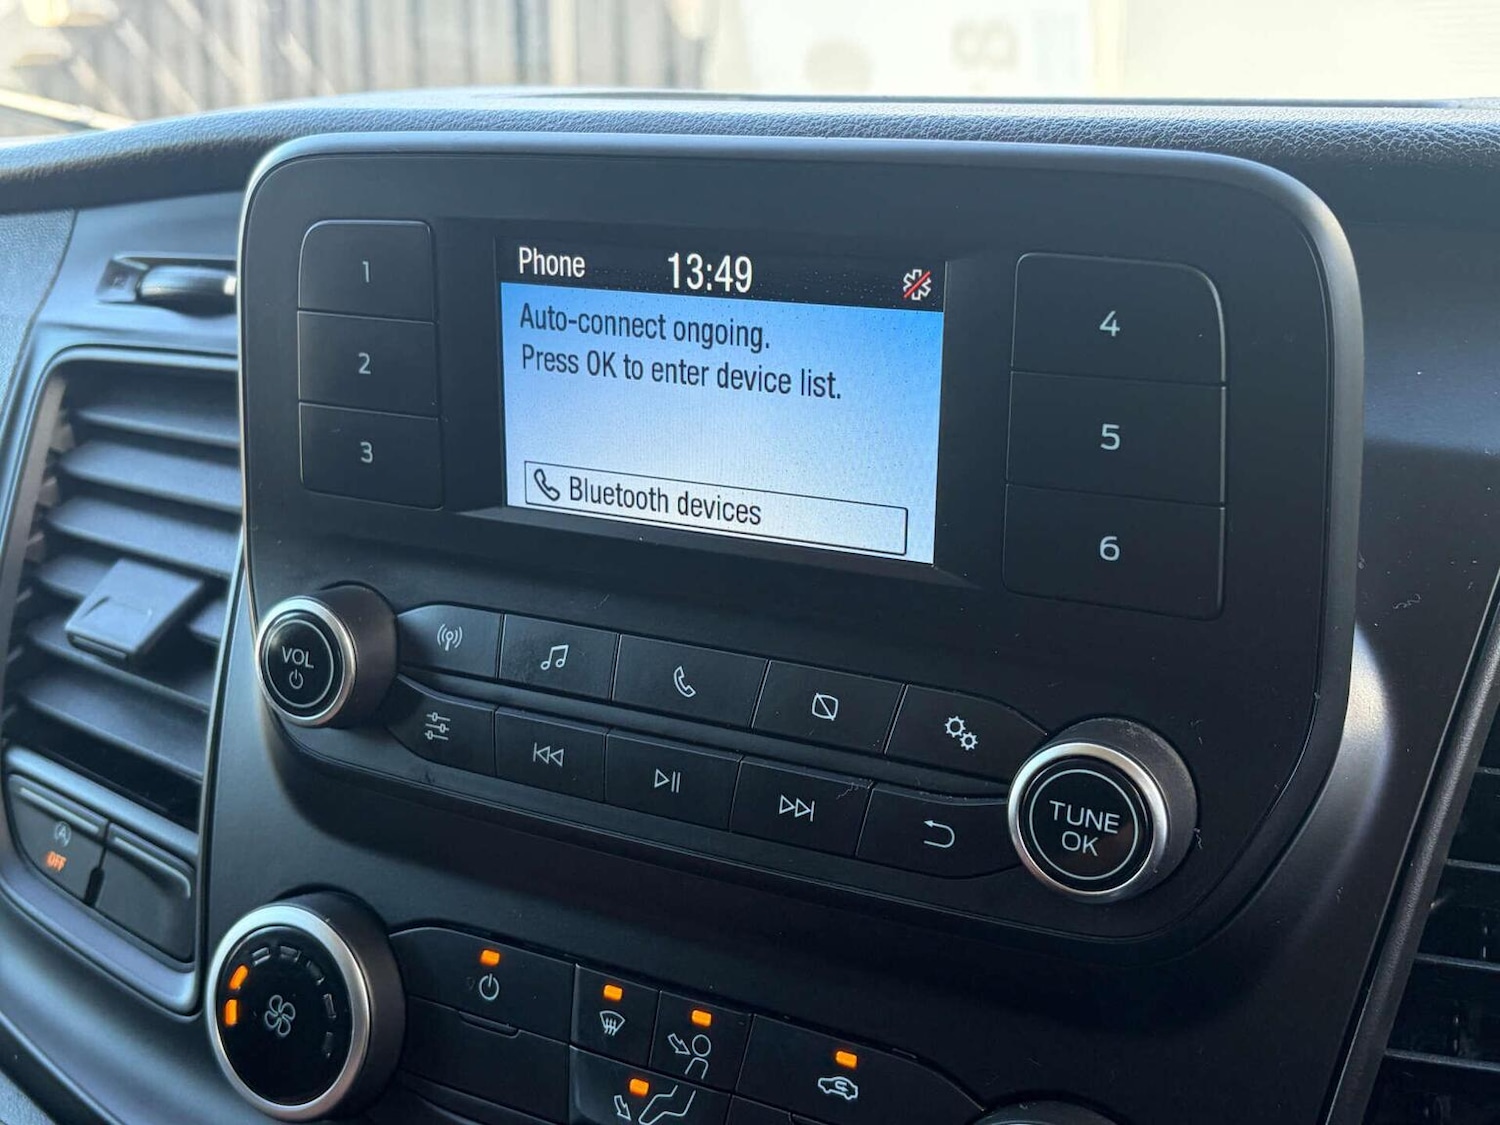 Phone 13:49
Auto-connect ongoing.
Press OK to enter device list.
Bluetooth devices
1
2
3
4
5
6
VOL
TUNE
OK
A
OFF